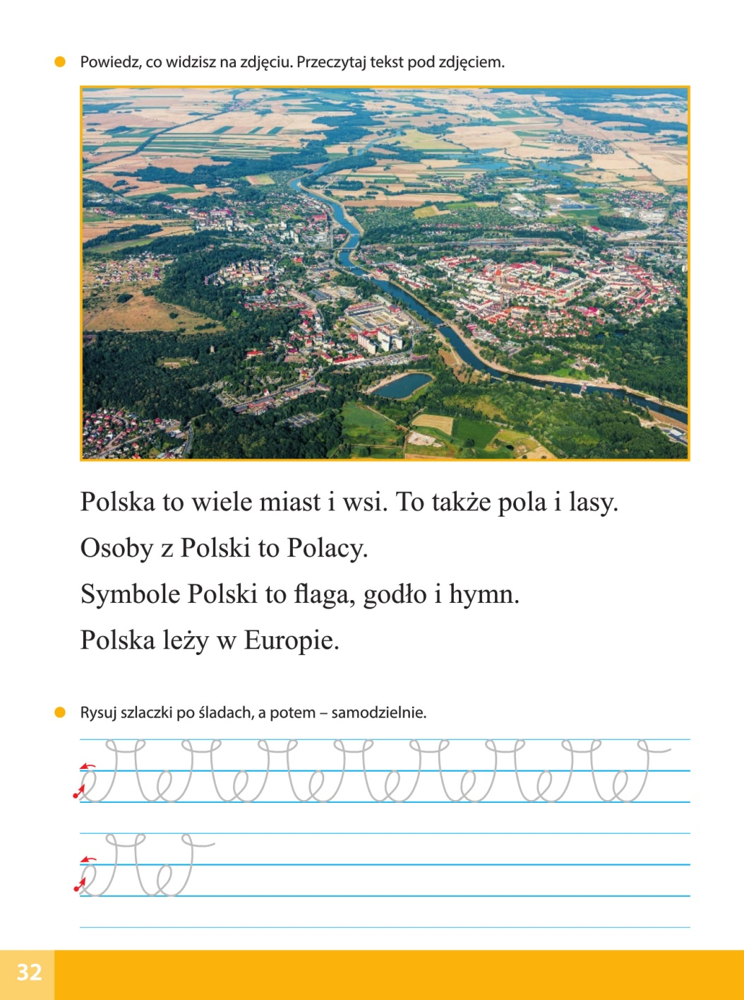 Powiedz, co widzisz na zdjęciu. Przeczytaj tekst pod zdjęciem.
Polska to wiele miast i wsi. To także pola i lasy.
Osoby z Polski to Polacy.
Symbole Polski to flaga, godło i hymn.
Polska leży w Europie.
Rysuj szlaczki po śladach, a potem – samodzielnie.
32